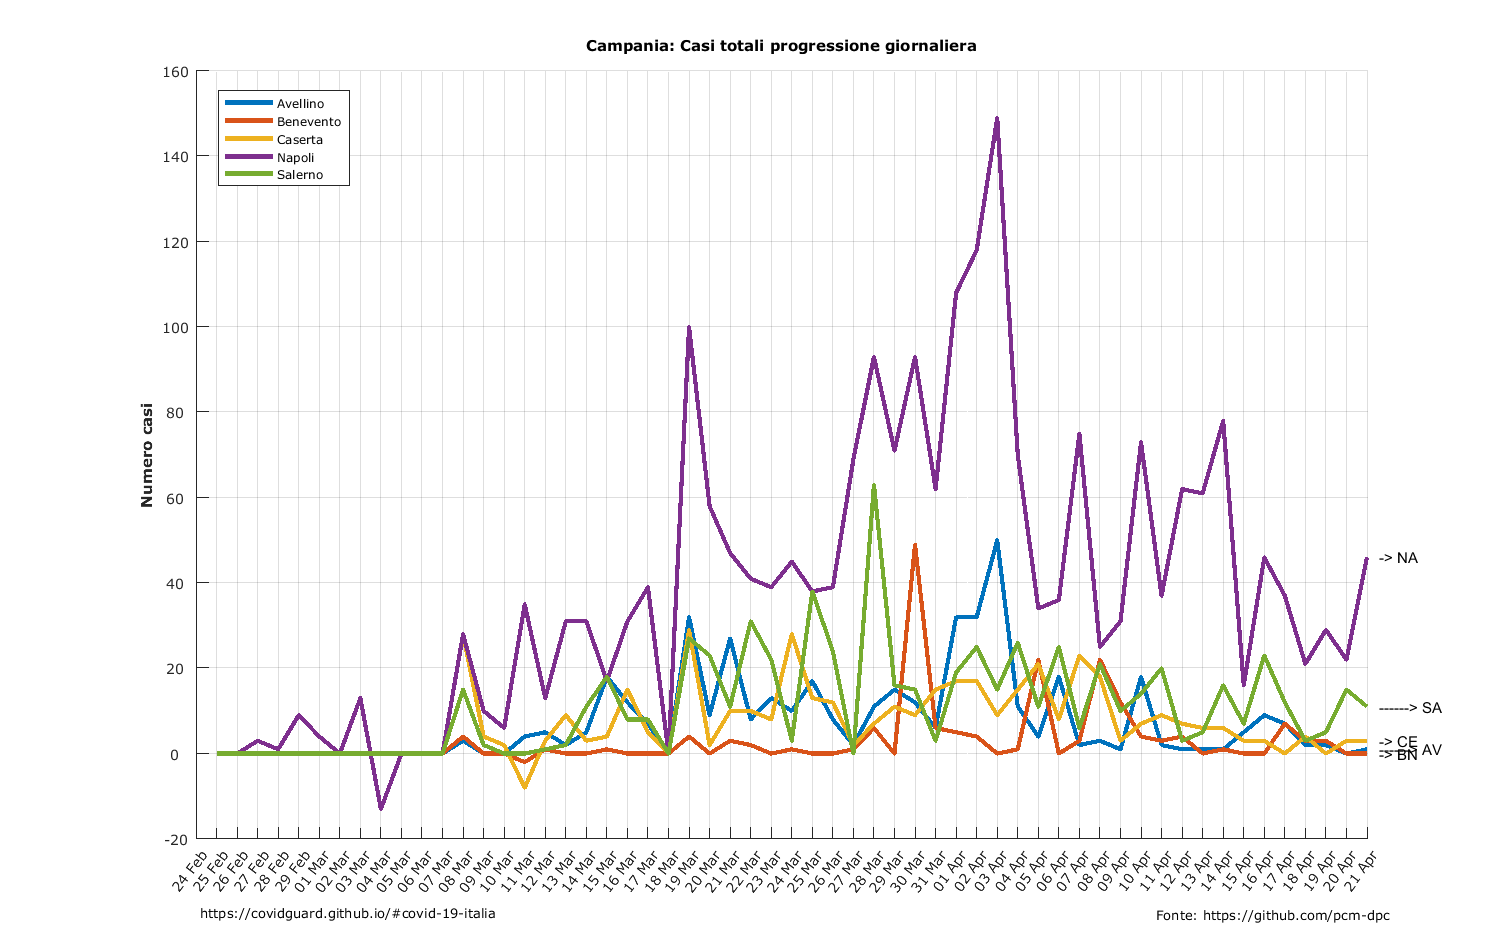 Campania: Casi totali progressione giornaliera
160
140
120
100
80
60
40
20
0
-20
Numero casi
Avellino
Benevento
Caserta
Napoli
Salerno
-> NA
------> SA
-> CE
------> AV
-> BN
24 Feb
25 Feb
26 Feb
27 Feb
28 Feb
29 Feb
01 Mar
02 Mar
03 Mar
04 Mar
05 Mar
06 Mar
07 Mar
08 Mar
09 Mar
10 Mar
11 Mar
12 Mar
13 Mar
14 Mar
15 Mar
16 Mar
17 Mar
18 Mar
19 Mar
20 Mar
21 Mar
22 Mar
23 Mar
24 Mar
25 Mar
26 Mar
27 Mar
28 Mar
29 Mar
30 Mar
31 Mar
01 Apr
02 Apr
03 Apr
04 Apr
05 Apr
06 Apr
07 Apr
08 Apr
09 Apr
10 Apr
11 Apr
12 Apr
13 Apr
14 Apr
15 Apr
16 Apr
17 Apr
18 Apr
19 Apr
20 Apr
21 Apr
https://covidguard.github.io/#covid-19-italia
Fonte: https://github.com/pcm-dpc